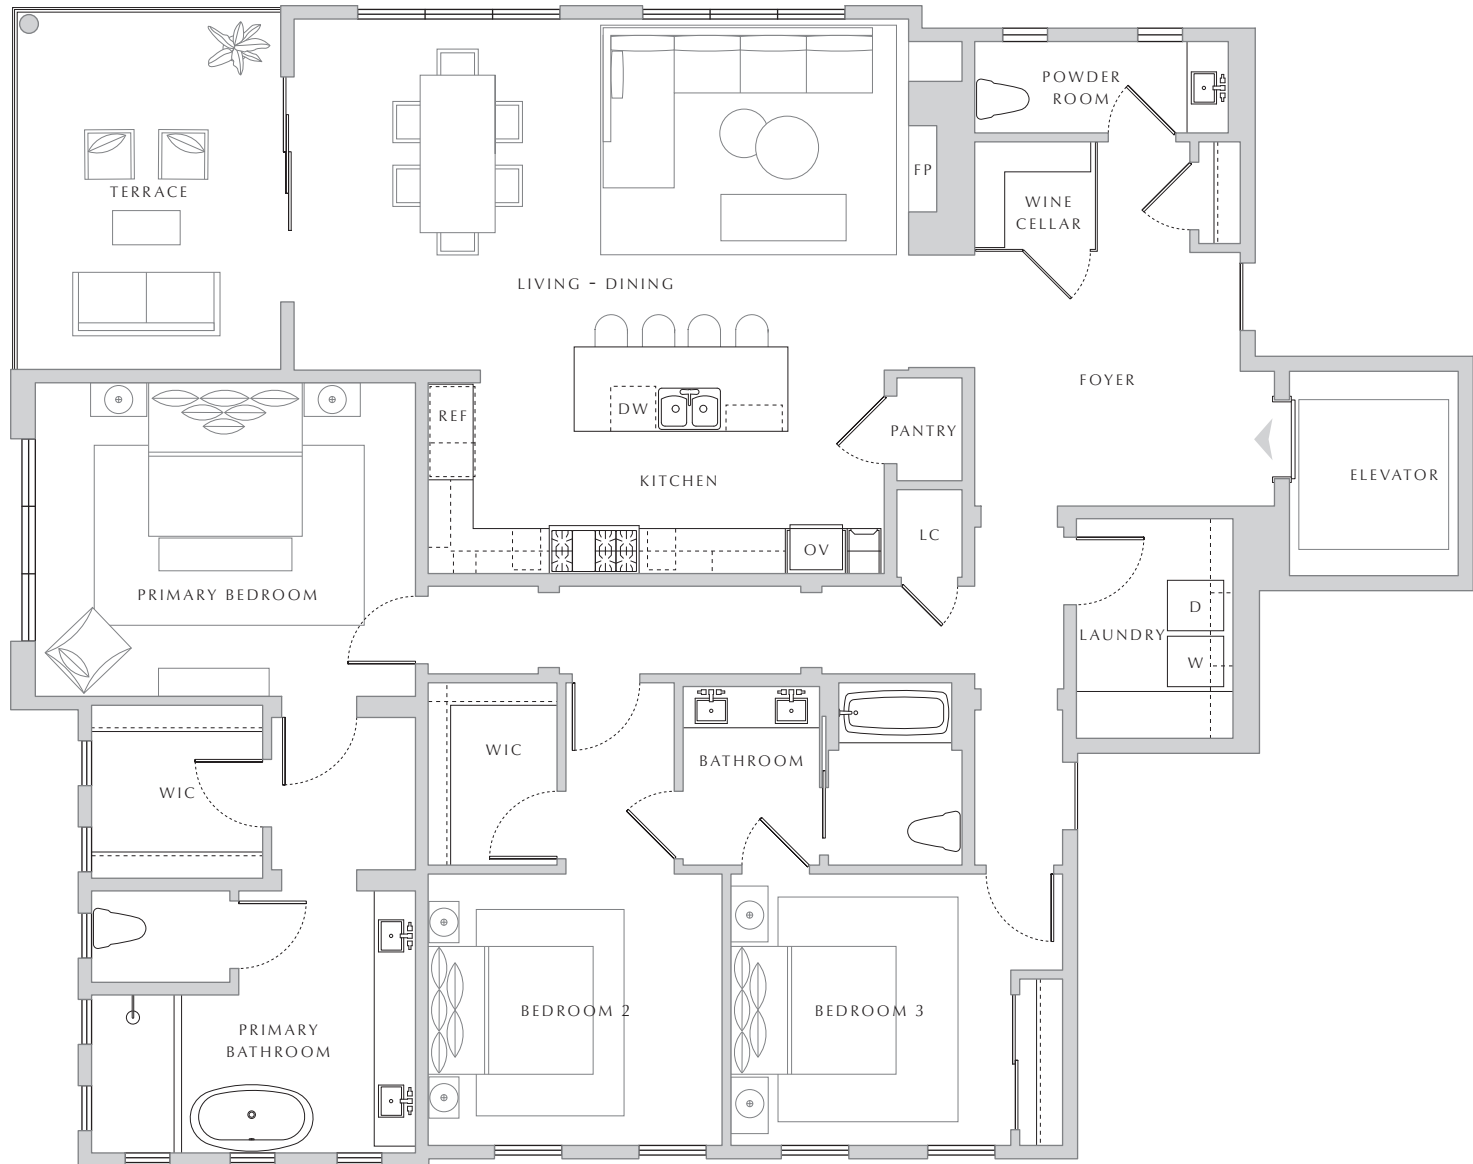 POWDER
ROOM
FP
TERRACE
WINE
CELLAR
LIVING - DINING
FOYER
REF
DW
PANTRY
KITCHEN
ELEVATOR
LC
OV
PRIMARY BEDROOM
D
LAUNDRY
W
WIC
BATHROOM
WIC
BEDROOM 2
BEDROOM 3
PRIMARY
BATHROOM